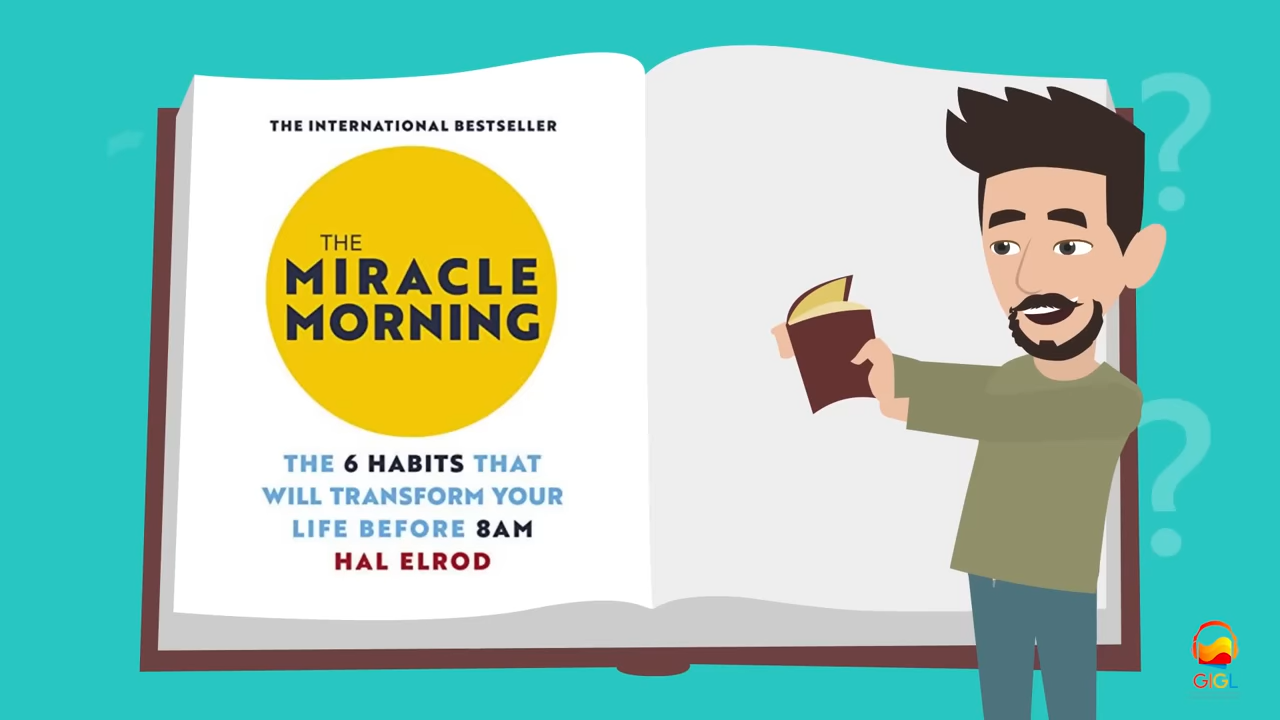 THE INTERNATIONAL BESTSELLER
THE
MIRACLE
MORNING
THE 6 HABITS THAT
WILL TRANSFORM YOUR
LIFE BEFORE 8AM
HAL ELROD
?
?
GIGL